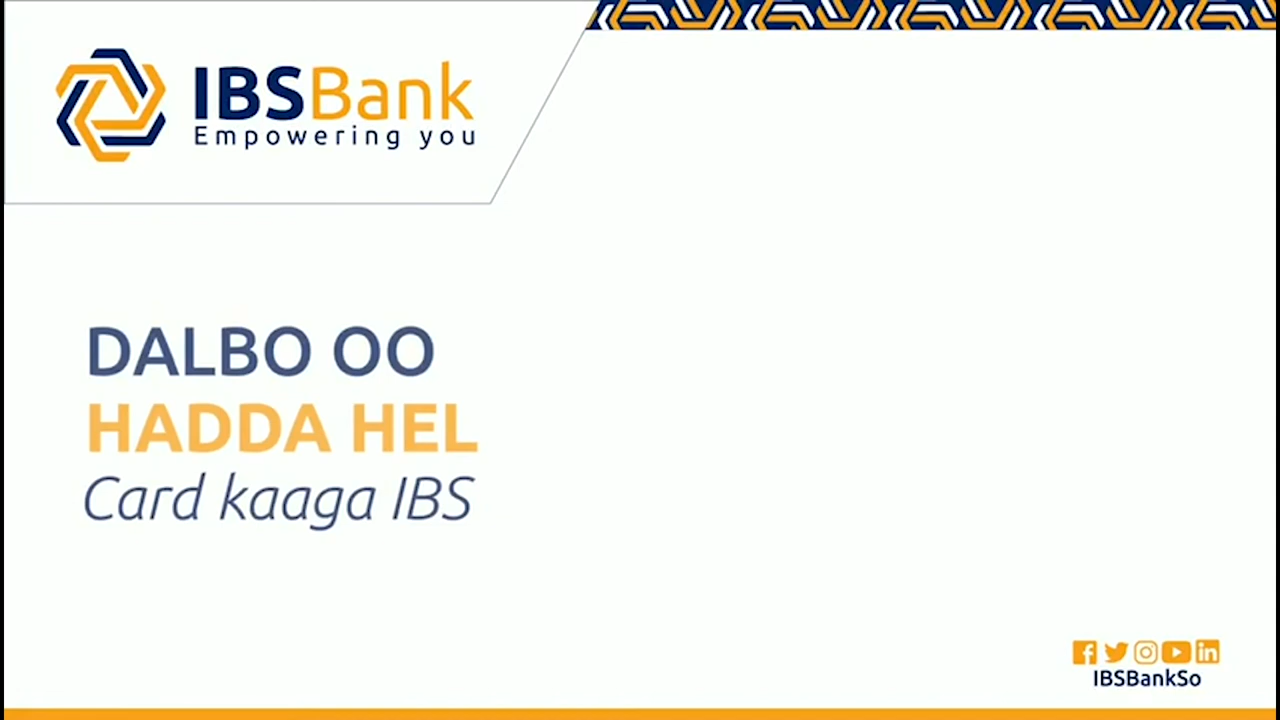 IBSBank
Empowering you
DALBO OO
HADDA HEL
Card kaaga IBS
IBSBankSo